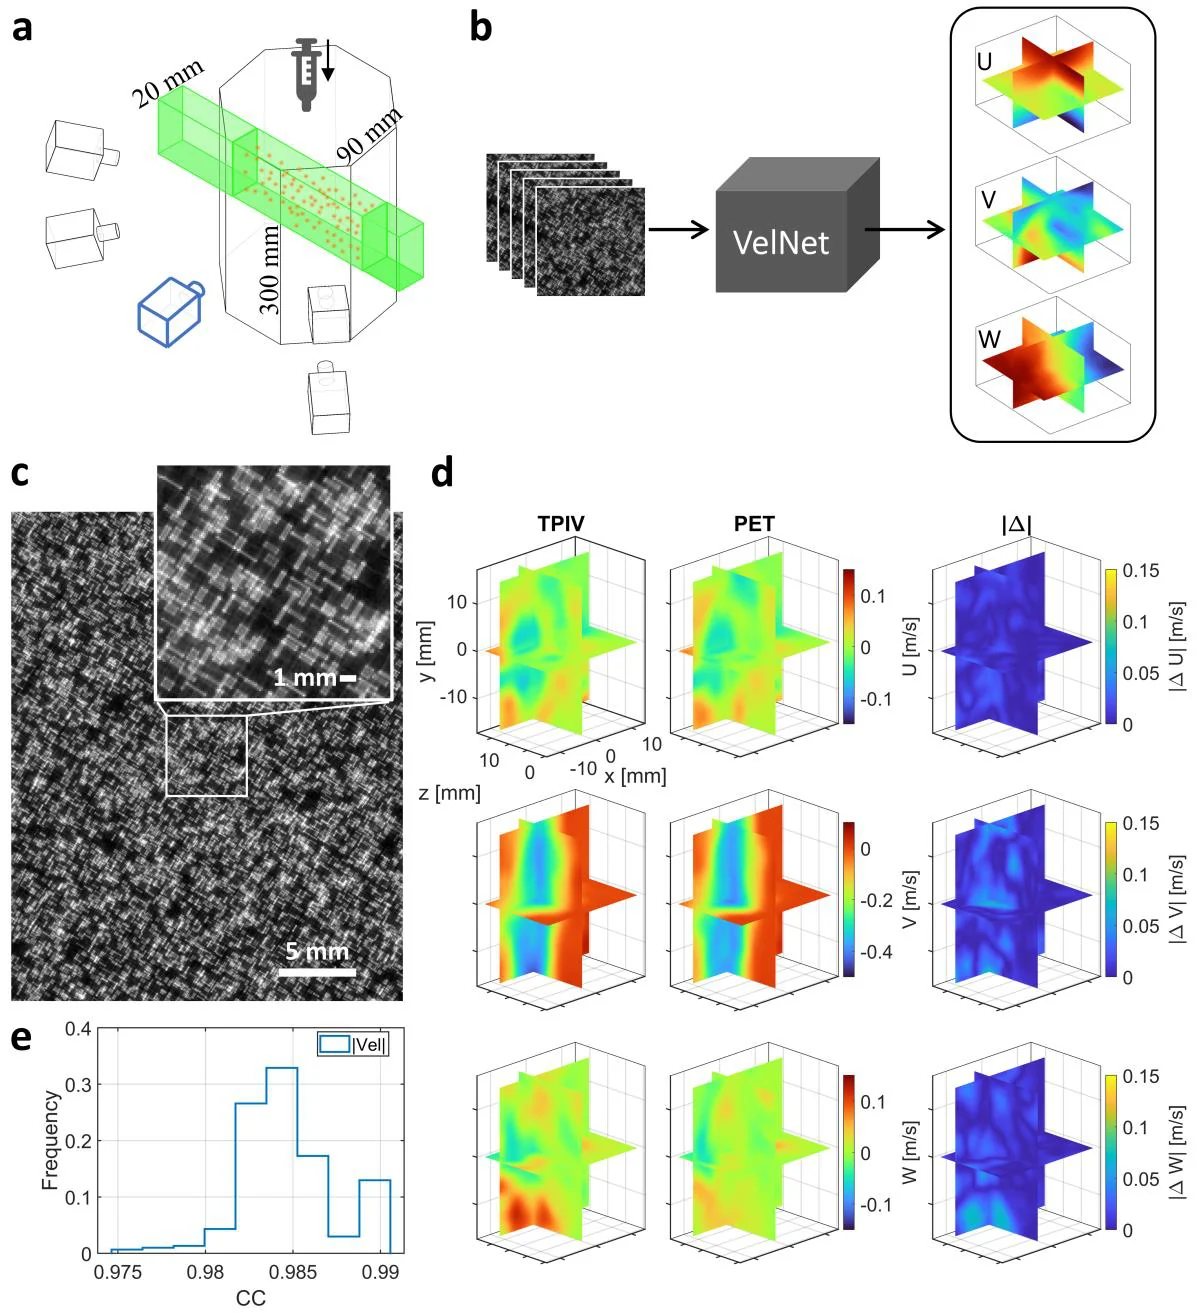 a
20 mm
90 mm
300 mm
b
VelNet
U
V
W
c
1 mm
5 mm
d
TPIV
PET
|Δ|
y [mm]
10
0
-10
10
0
z [mm]
-10
0
10
x [mm]
0.1
0
-0.1
U [m/s]
0.15
0.1
0.05
0
|Δ U| [m/s]
0
-0.2
-0.4
V [m/s]
0.15
0.1
0.05
0
|Δ V| [m/s]
0.1
0
-0.1
W [m/s]
0.15
0.1
0.05
0
|Δ W| [m/s]
e
0.4
0.3
0.2
0.1
0
Frequency
|Vel|
0.975
0.98
0.985
0.99
CC